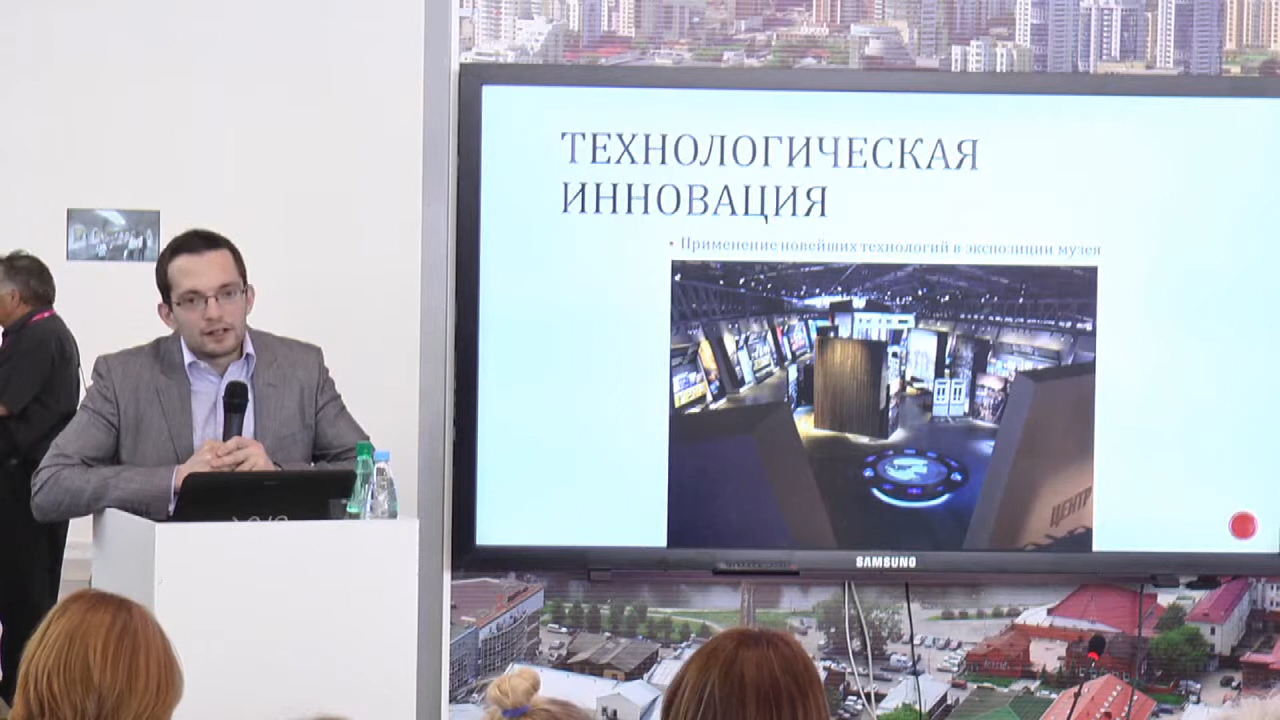 ТЕХНОЛОГИЧЕСКАЯ
ИННОВАЦИЯ
• Применение новейших технологий в экспозиции музея
ЦЕНТР
SAMSUNG